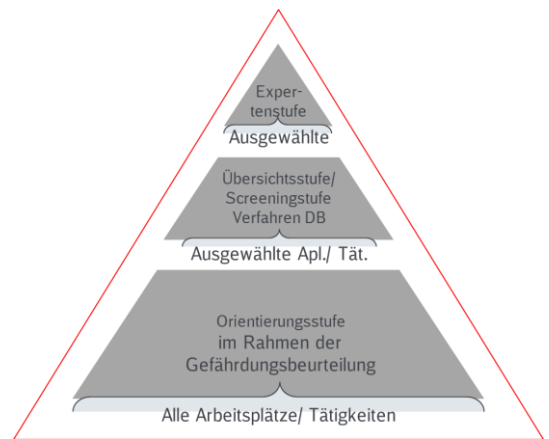 Exper-
tenstufe
Ausgewählte
Übersichtsstufe/
Screeningstufe
Verfahren DB
Ausgewählte Apl./ Tät.
Orientierungsstufe
im Rahmen der
Gefährdungsbeurteilung
Alle Arbeitsplätze/ Tätigkeiten